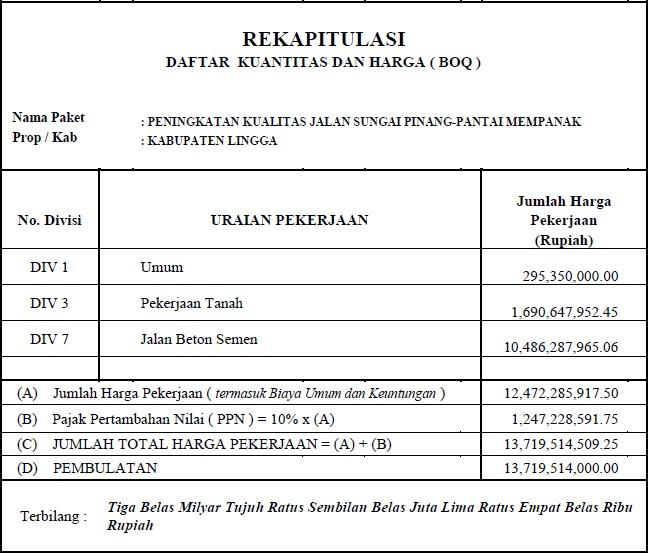 REKAPITULASI
DAFTAR KUANTITAS DAN HARGA ( BOQ )
Nama Paket : PENINGKATAN KUALITAS JALAN SUNGAI PINANG-PANTAI MEMPANAK
Prop / Kab : KABUPATEN LINGGA
No. Divisi URAIAN PEKERJAAN Jumlah Harga
Pekerjaan
(Rupiah)
DIV 1 Umum 295,350,000.00
DIV 3 Pekerjaan Tanah 1,690,647,952.45
DIV 7 Jalan Beton Semen 10,486,287,965.06
(A) Jumlah Harga Pekerjaan ( termasuk Biaya Umum dan Keuntungan ) 12,472,285,917.50
(B) Pajak Pertambahan Nilai ( PPN ) = 10% x (A) 1,247,228,591.75
(C) JUMLAH TOTAL HARGA PEKERJAAN = (A) + (B) 13,719,514,509.25
(D) PEMBULATAN 13,719,514,000.00
Terbilang : Tiga Belas Milyar Tujuh Ratus Sembilan Belas Juta Lima Ratus Empat Belas Ribu
Rupiah